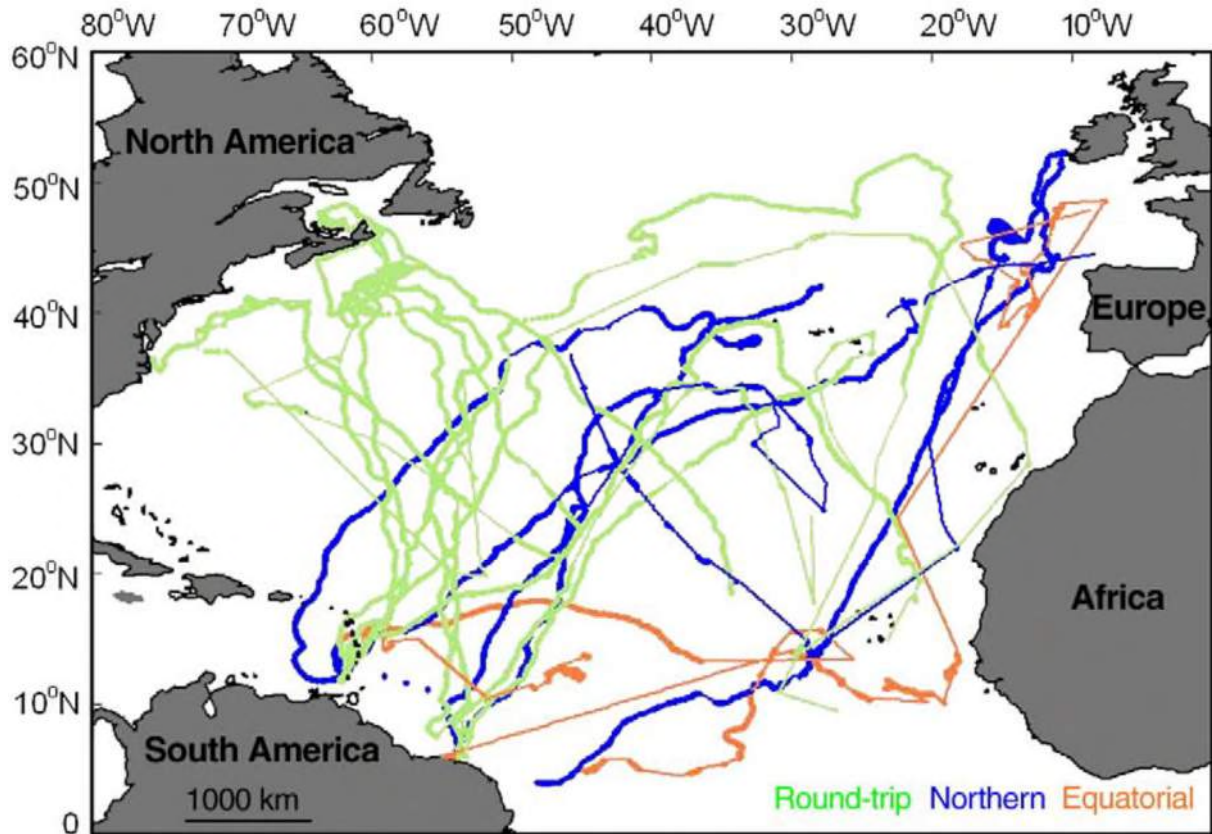 80°W 70°W 60°W 50°W 40°W 30°W 20°W 10°W
60°N
North America
50°N
40°N
Europe
30°N
20°N
Africa
10°N
South America
1000 km
Round-trip Northern Equatorial
0